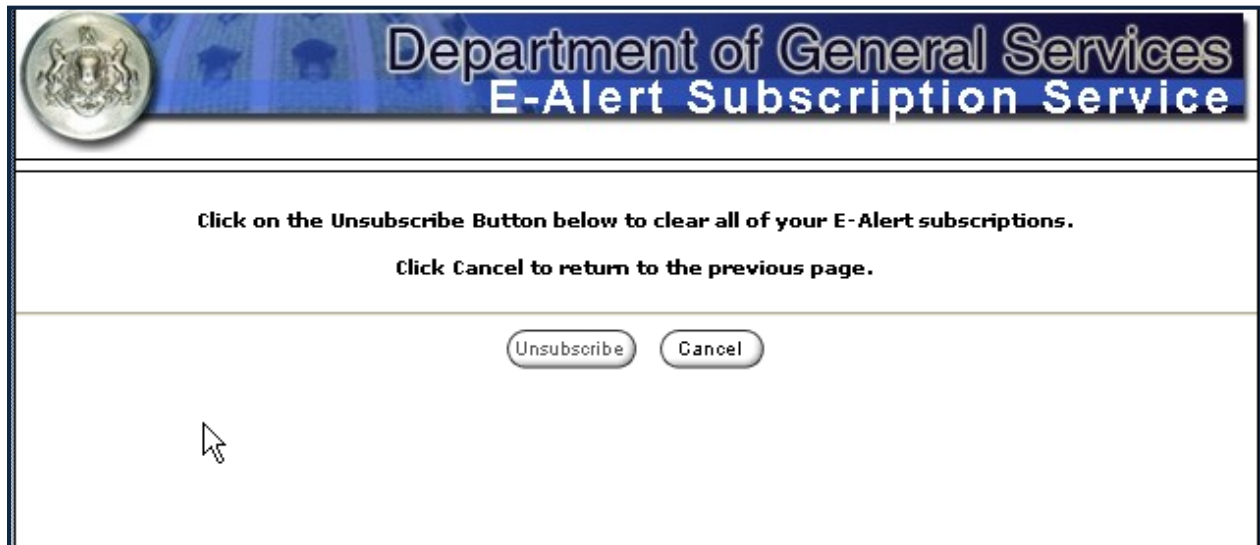 Department of General Services
E-Alert Subscription Service
Click on the Unsubscribe Button below to clear all of your E-Alert subscriptions.
Click Cancel to return to the previous page.
Unsubscribe Cancel